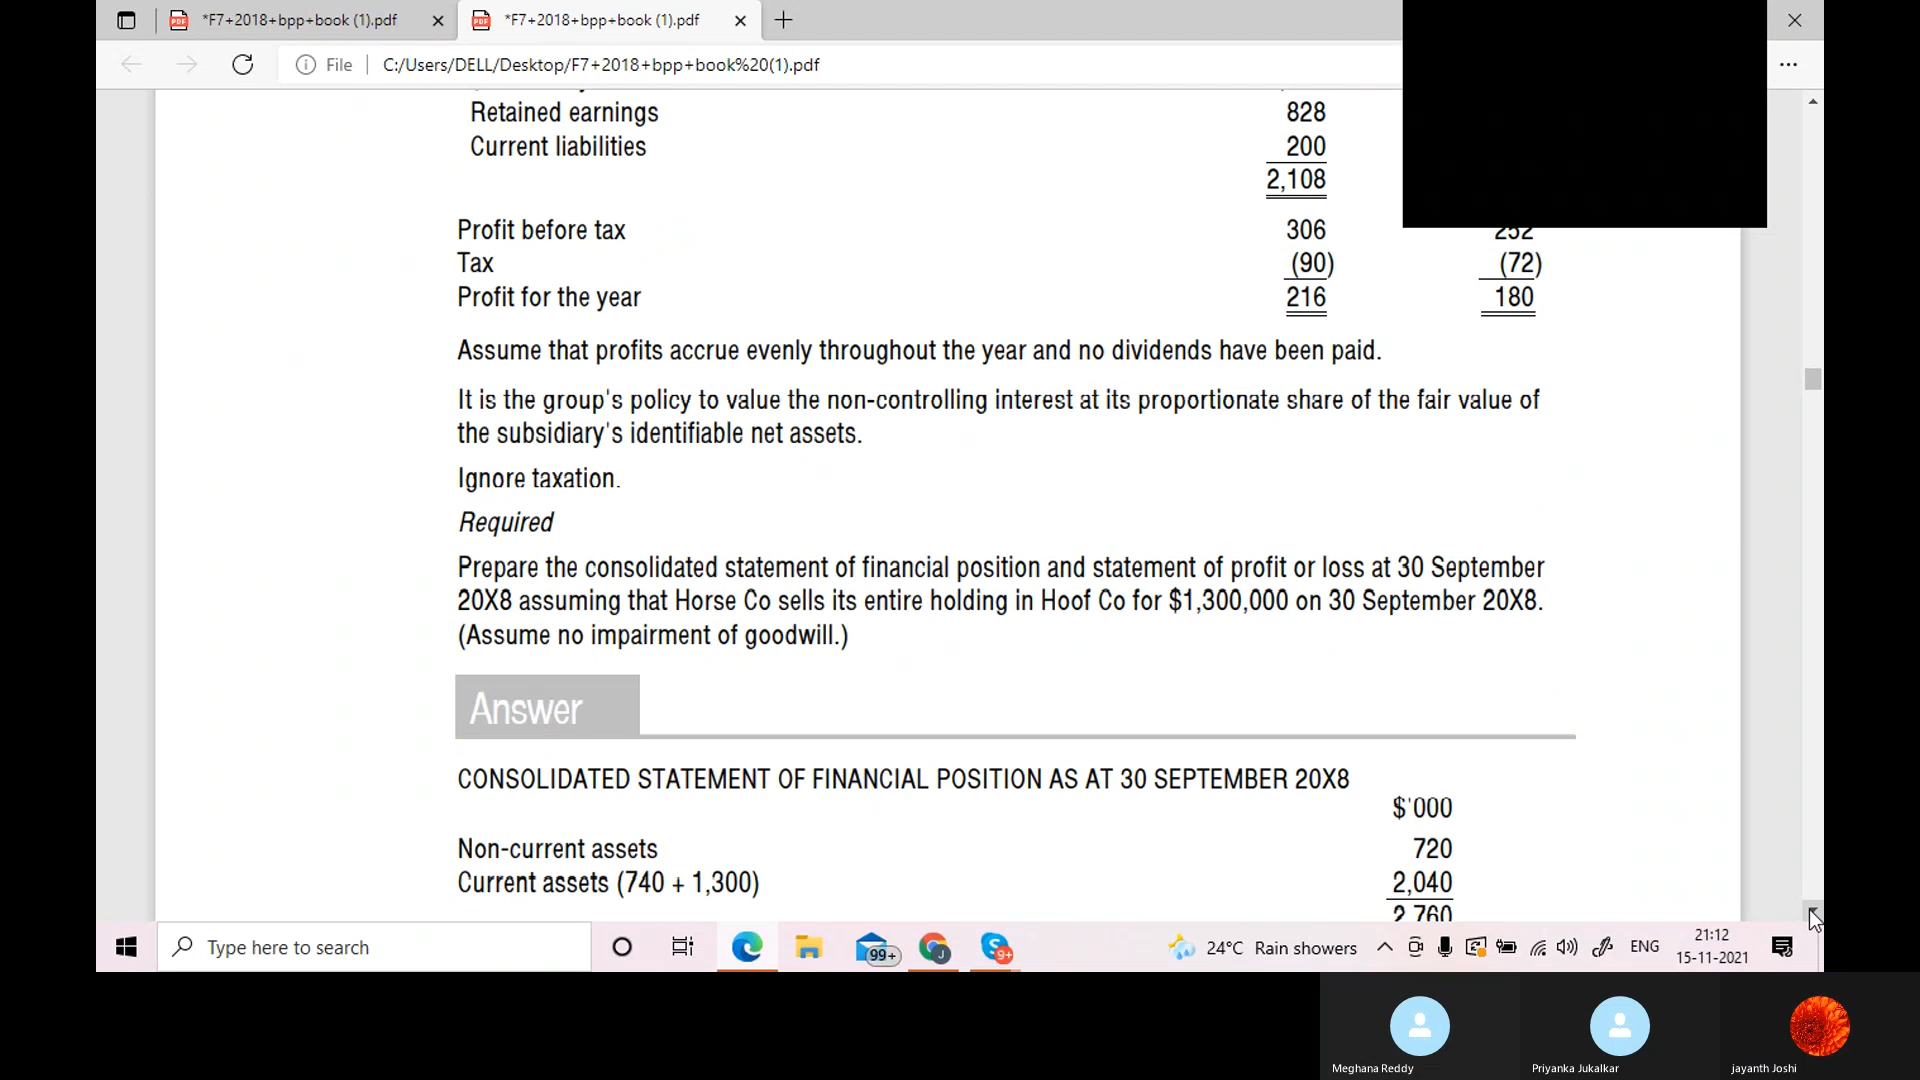 *F7+2018+bpp+book (1).pdf
*F7+2018+bpp+book (1).pdf
File
C:/Users/DELL/Desktop/F7+2018+bpp+book%20(1).pdf
Retained earnings 828
Current liabilities 200
2,108
Profit before tax 306 252
Tax (90) (72)
Profit for the year 216 180
Assume that profits accrue evenly throughout the year and no dividends have been paid.
It is the group's policy to value the non-controlling interest at its proportionate share of the fair value of
the subsidiary's identifiable net assets.
Ignore taxation.
Required
Prepare the consolidated statement of financial position and statement of profit or loss at 30 September
20X8 assuming that Horse Co sells its entire holding in Hoof Co for $1,300,000 on 30 September 20X8.
(Assume no impairment of goodwill.)
Answer
CONSOLIDATED STATEMENT OF FINANCIAL POSITION AS AT 30 SEPTEMBER 20X8
$'000
Non-current assets 720
Current assets (740 + 1,300) 2,040
2,760
Type here to search
99+
J
9+
24°C Rain showers
ENG
21:12
15-11-2021
Meghana Reddy
Priyanka Jukalkar
jayanth Joshi